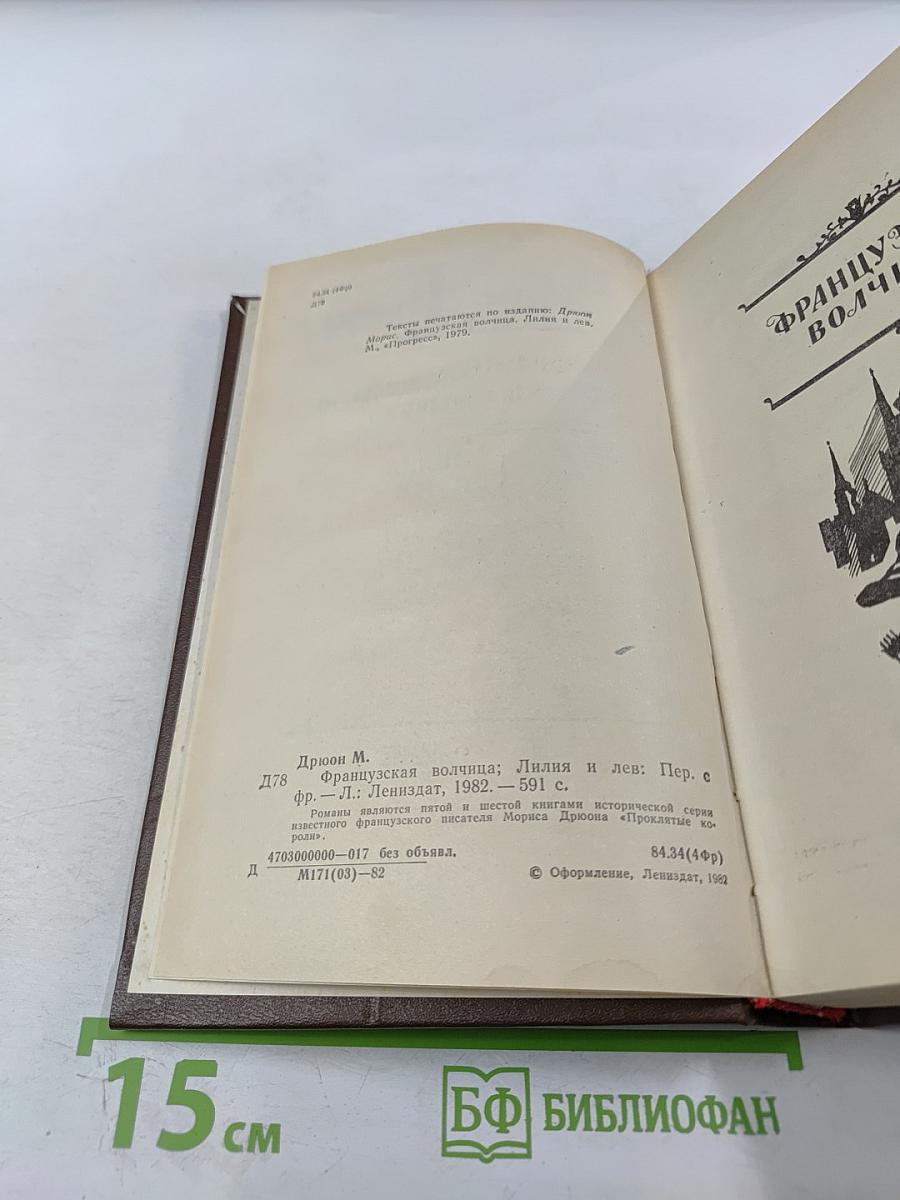 84.34 (4Фр)
Д78
Тексты печатаются по изданию: Дрюон
Морис. Французская волчица. Лилия и лев.
М., «Прогресс», 1979.
Дрюон М.
Д78 Французская волчица; Лилия и лев: Пер. с
фр. — Л.: Лениздат, 1982. — 591 с.
Романы являются пятой и шестой книгами исторической серии
известного французского писателя Мориса Дрюона «Проклятые ко-
роли».
Д 4703000000—017 без объявл.
М171(03)—82
84.34(4Фр)
© Оформление, Лениздат, 1982
ФРАНЦУЗ
ВОЛЧИ
15 см
БФ БИБЛИОФАН